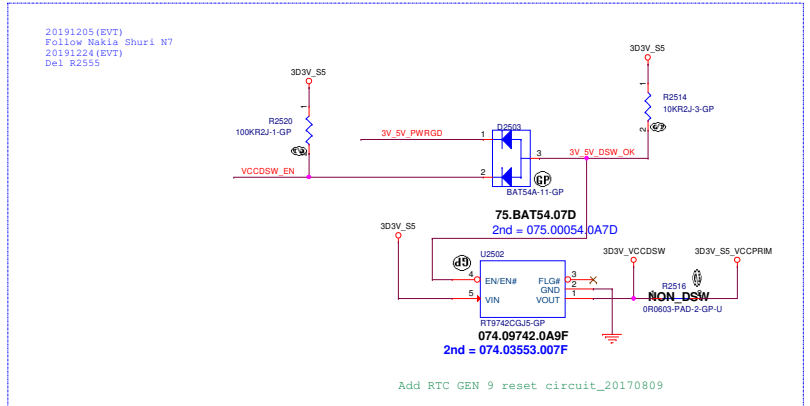 20191205(EVT)
Follow Nakia Shuri N7
20191224(EVT)
Del R2555
3D3V_S5
1
R2520
100KR2J-1-GP
VCCDSW_EN
3V_5V_PWRGD
D2503
1
2
3
BAT54A-11-GP
GP
3V_5V_DSW_OK
3D3V_S5
1
R2514
10KR2J-3-GP
2
75.BAT54.07D
2nd = 075.00054.0A7D
3D3V_S5
GP
U2502
4
EN/EN#
5
VIN
FLG#
3
GND
2
VOUT
1
RT9742CGJ5-GP
074.09742.0A9F
2nd = 074.03553.007F
3D3V_VCCDSW
3D3V_S5_VCCPRIM
R2516
NON_DSW
0R0603-PAD-2-GP-U
Add RTC GEN 9 reset circuit_20170809